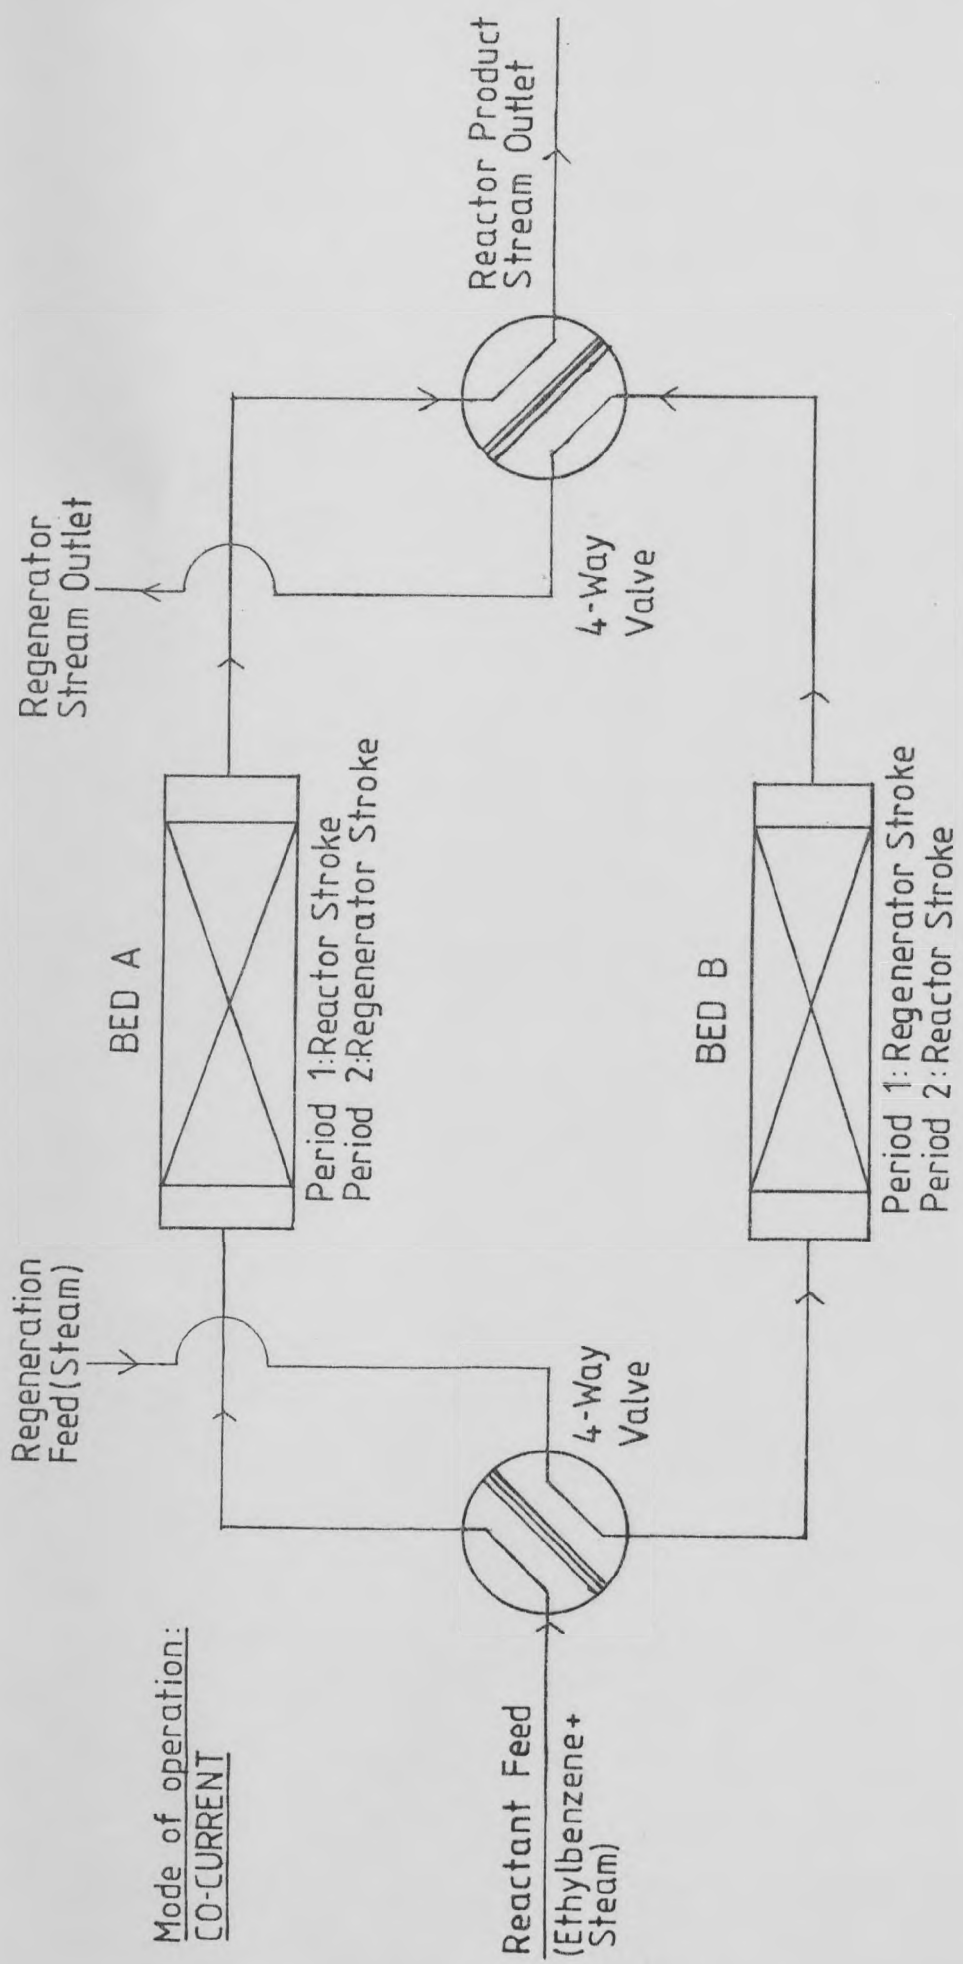 Mode of operation:
CO-CURRENT
Regeneration
Feed(Steam)
Regenerator
Stream Outlet
BED A
Period 1:Reactor Stroke
Period 2:Regenerator Stroke
Reactant Feed
(Ethylbenzene+
Steam)
4-Way
Valve
4-Way
Valve
Reactor Product
Stream Outlet
BED B
Period 1:Regenerator Stroke
Period 2:Reactor Stroke